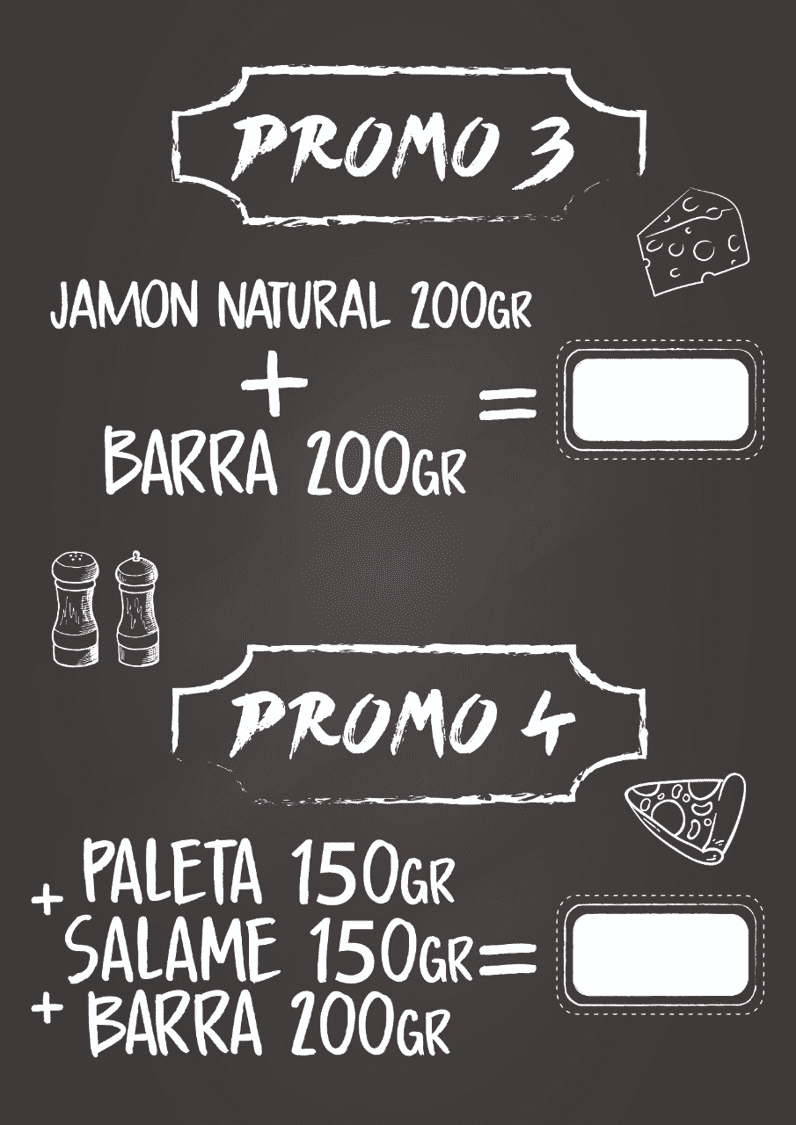 PROMO 3
JAMON NATURAL 200GR
+
=
BARRA 200GR
PROMO 4
PALETA 150GR
+
SALAME 150GR=
+ BARRA 200GR